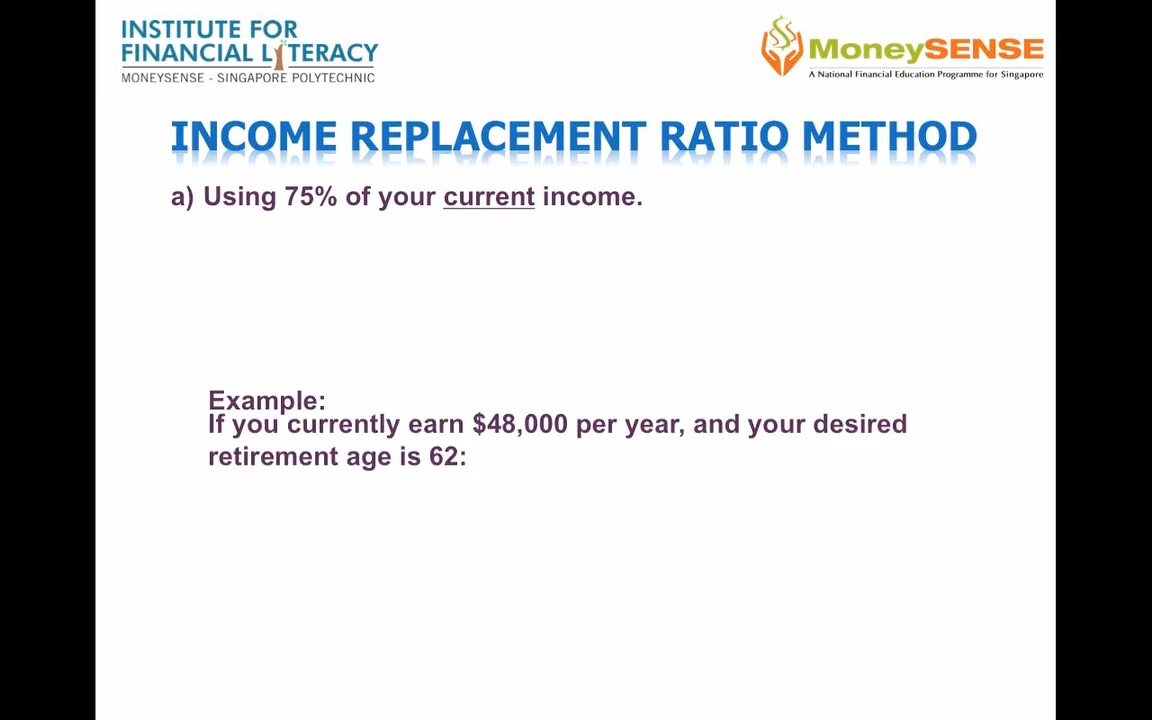 INSTITUTE FOR
FINANCIAL LITERACY
MONEYSENSE - SINGAPORE POLYTECHNIC
MoneySENSE
A National Financial Education Programme for Singapore
INCOME REPLACEMENT RATIO METHOD
a) Using 75% of your current income.
Example:
If you currently earn $48,000 per year, and your desired
retirement age is 62: